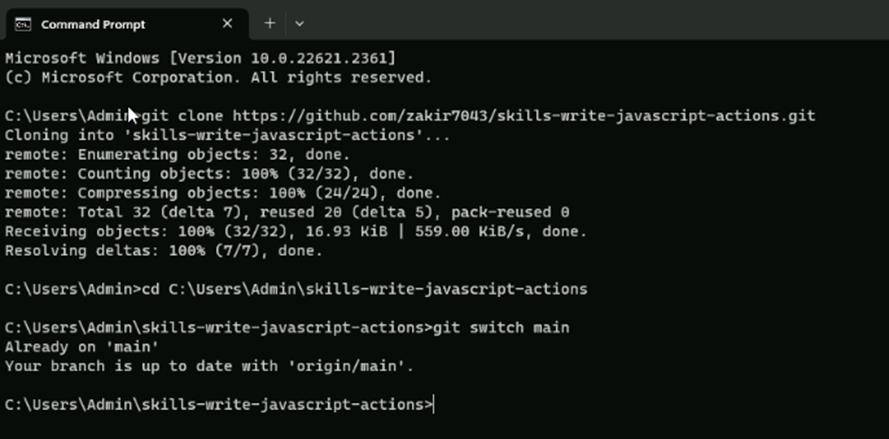 Command Prompt
Microsoft Windows [Version 10.0.22621.2361]
(c) Microsoft Corporation. All rights reserved.
C:\Users\Admin>git clone https://github.com/zakir7043/skills-write-javascript-actions.git
Cloning into 'skills-write-javascript-actions'...
remote: Enumerating objects: 32, done.
remote: Counting objects: 100% (32/32), done.
remote: Compressing objects: 100% (24/24), done.
remote: Total 32 (delta 7), reused 20 (delta 5), pack-reused 0
Receiving objects: 100% (32/32), 16.93 KiB | 559.00 KiB/s, done.
Resolving deltas: 100% (7/7), done.
C:\Users\Admin>cd C:\Users\Admin\skills-write-javascript-actions
C:\Users\Admin\skills-write-javascript-actions>git switch main
Already on 'main'
Your branch is up to date with 'origin/main'.
C:\Users\Admin\skills-write-javascript-actions>